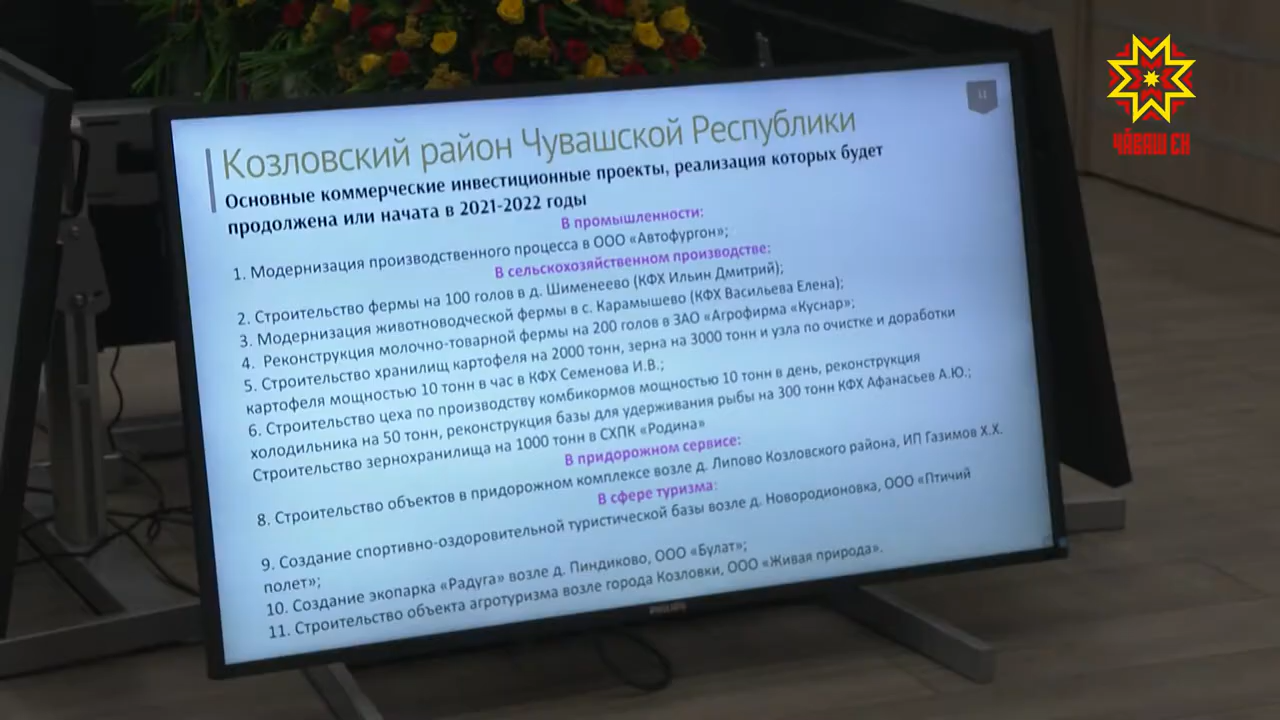 11
ЧӐВАШ ЕН
Козловский район Чувашской Республики
Основные коммерческие инвестиционные проекты, реализация которых будет
продолжена или начата в 2021-2022 годы
В промышленности:
1. Модернизация производственного процесса в ООО «Автофургон»;
В сельскохозяйственном производстве:
2. Строительство фермы на 100 голов в д. Шименеево (КФХ Ильин Дмитрий);
3. Модернизация животноводческой фермы в с. Карамышево (КФХ Васильева Елена);
4. Реконструкция молочно-товарной фермы на 200 голов в ЗАО «Агрофирма «Куснар»;
5. Строительство хранилищ картофеля на 2000 тонн, зерна на 3000 тонн и узла по очистке и доработки
картофеля мощностью 10 тонн в час в КФХ Семенова И.В.;
6. Строительство цеха по производству комбикормов мощностью 10 тонн в день, реконструкция
холодильника на 50 тонн, реконструкция базы для удерживания рыбы на 300 тонн КФХ Афанасьев А.Ю.;
Строительство зернохранилища на 1000 тонн в СХПК «Родина»
В придорожном сервисе:
8. Строительство объектов в придорожном комплексе возле д. Липово Козловского района, ИП Газимов Х.Х.
В сфере туризма:
9. Создание спортивно-оздоровительной туристической базы возле д. Новородионовка, ООО «Птичий
полет»;
10. Создание экопарка «Радуга» возле д. Пиндиково, ООО «Булат»;
11. Строительство объекта агротуризма возле города Козловки, ООО «Живая природа».
PHILIPS